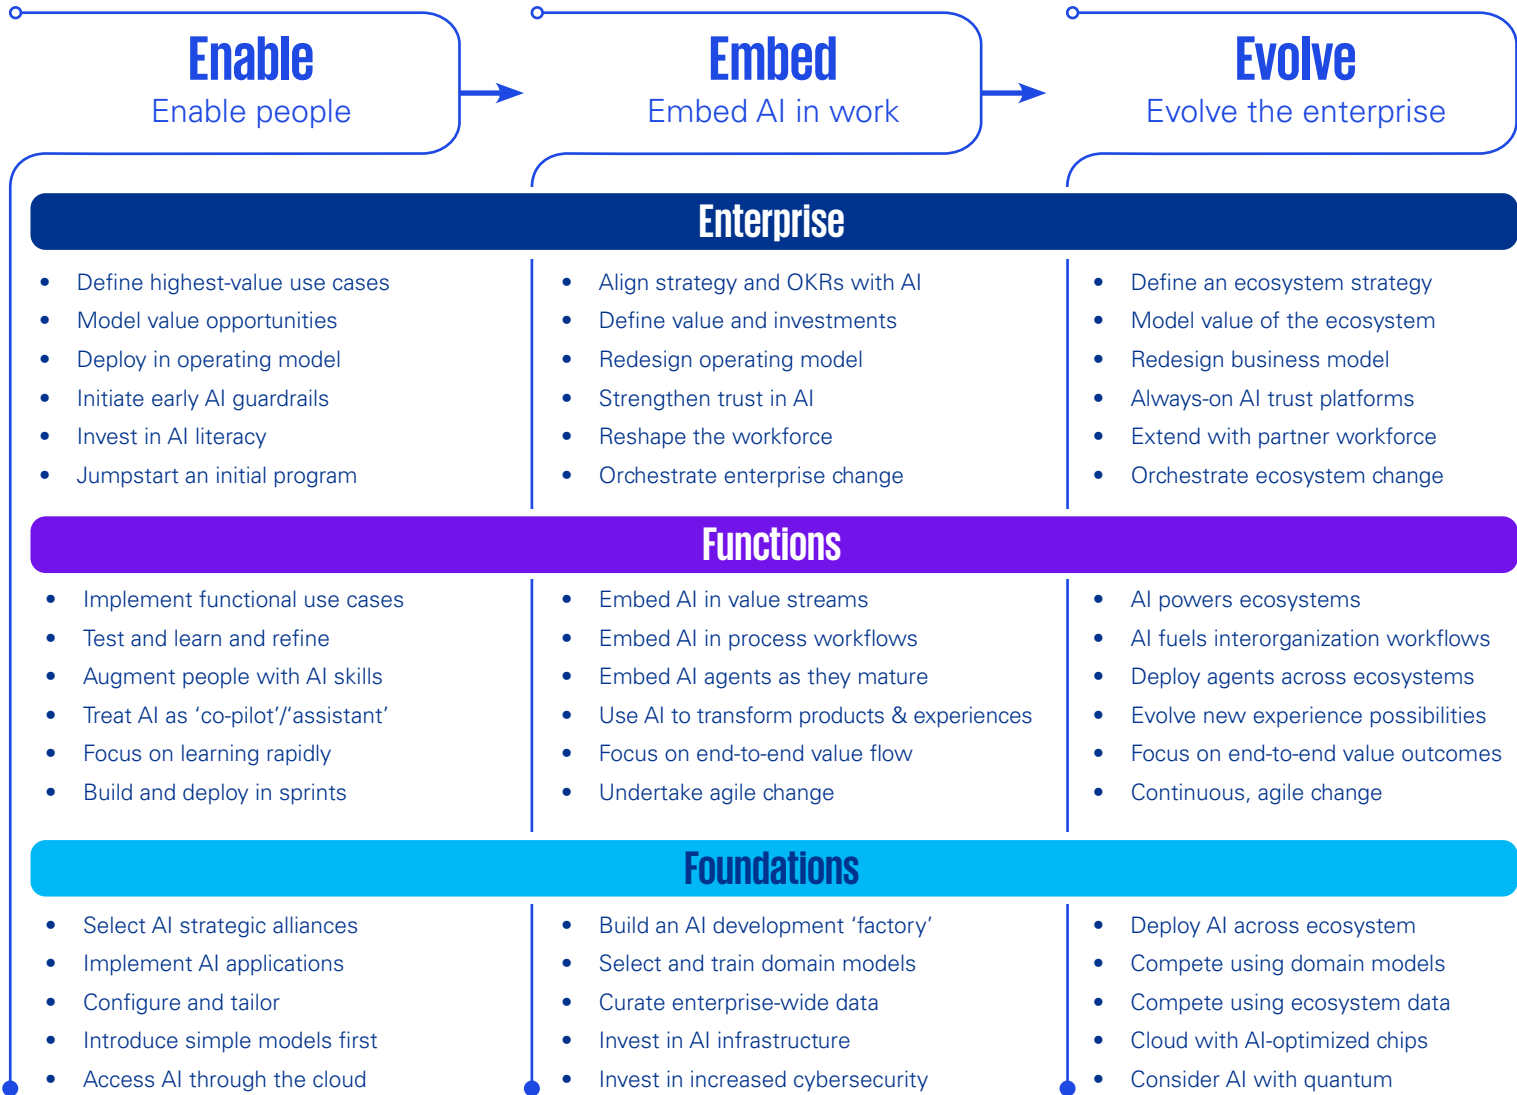 Enable
Enable people
Embed
Embed AI in work
Evolve
Evolve the enterprise
Enterprise
• Define highest-value use cases
• Model value opportunities
• Deploy in operating model
• Initiate early AI guardrails
• Invest in AI literacy
• Jumpstart an initial program
• Align strategy and OKRs with AI
• Define value and investments
• Redesign operating model
• Strengthen trust in AI
• Reshape the workforce
• Orchestrate enterprise change
• Define an ecosystem strategy
• Model value of the ecosystem
• Redesign business model
• Always-on AI trust platforms
• Extend with partner workforce
• Orchestrate ecosystem change
Functions
• Implement functional use cases
• Test and learn and refine
• Augment people with AI skills
• Treat AI as ‘co-pilot’/‘assistant’
• Focus on learning rapidly
• Build and deploy in sprints
• Embed AI in value streams
• Embed AI in process workflows
• Embed AI agents as they mature
• Use AI to transform products & experiences
• Focus on end-to-end value flow
• Undertake agile change
• AI powers ecosystems
• AI fuels interorganization workflows
• Deploy agents across ecosystems
• Evolve new experience possibilities
• Focus on end-to-end value outcomes
• Continuous, agile change
Foundations
• Select AI strategic alliances
• Implement AI applications
• Configure and tailor
• Introduce simple models first
• Access AI through the cloud
• Build an AI development ‘factory’
• Select and train domain models
• Curate enterprise-wide data
• Invest in AI infrastructure
• Invest in increased cybersecurity
• Deploy AI across ecosystem
• Compete using domain models
• Compete using ecosystem data
• Cloud with AI-optimized chips
• Consider AI with quantum